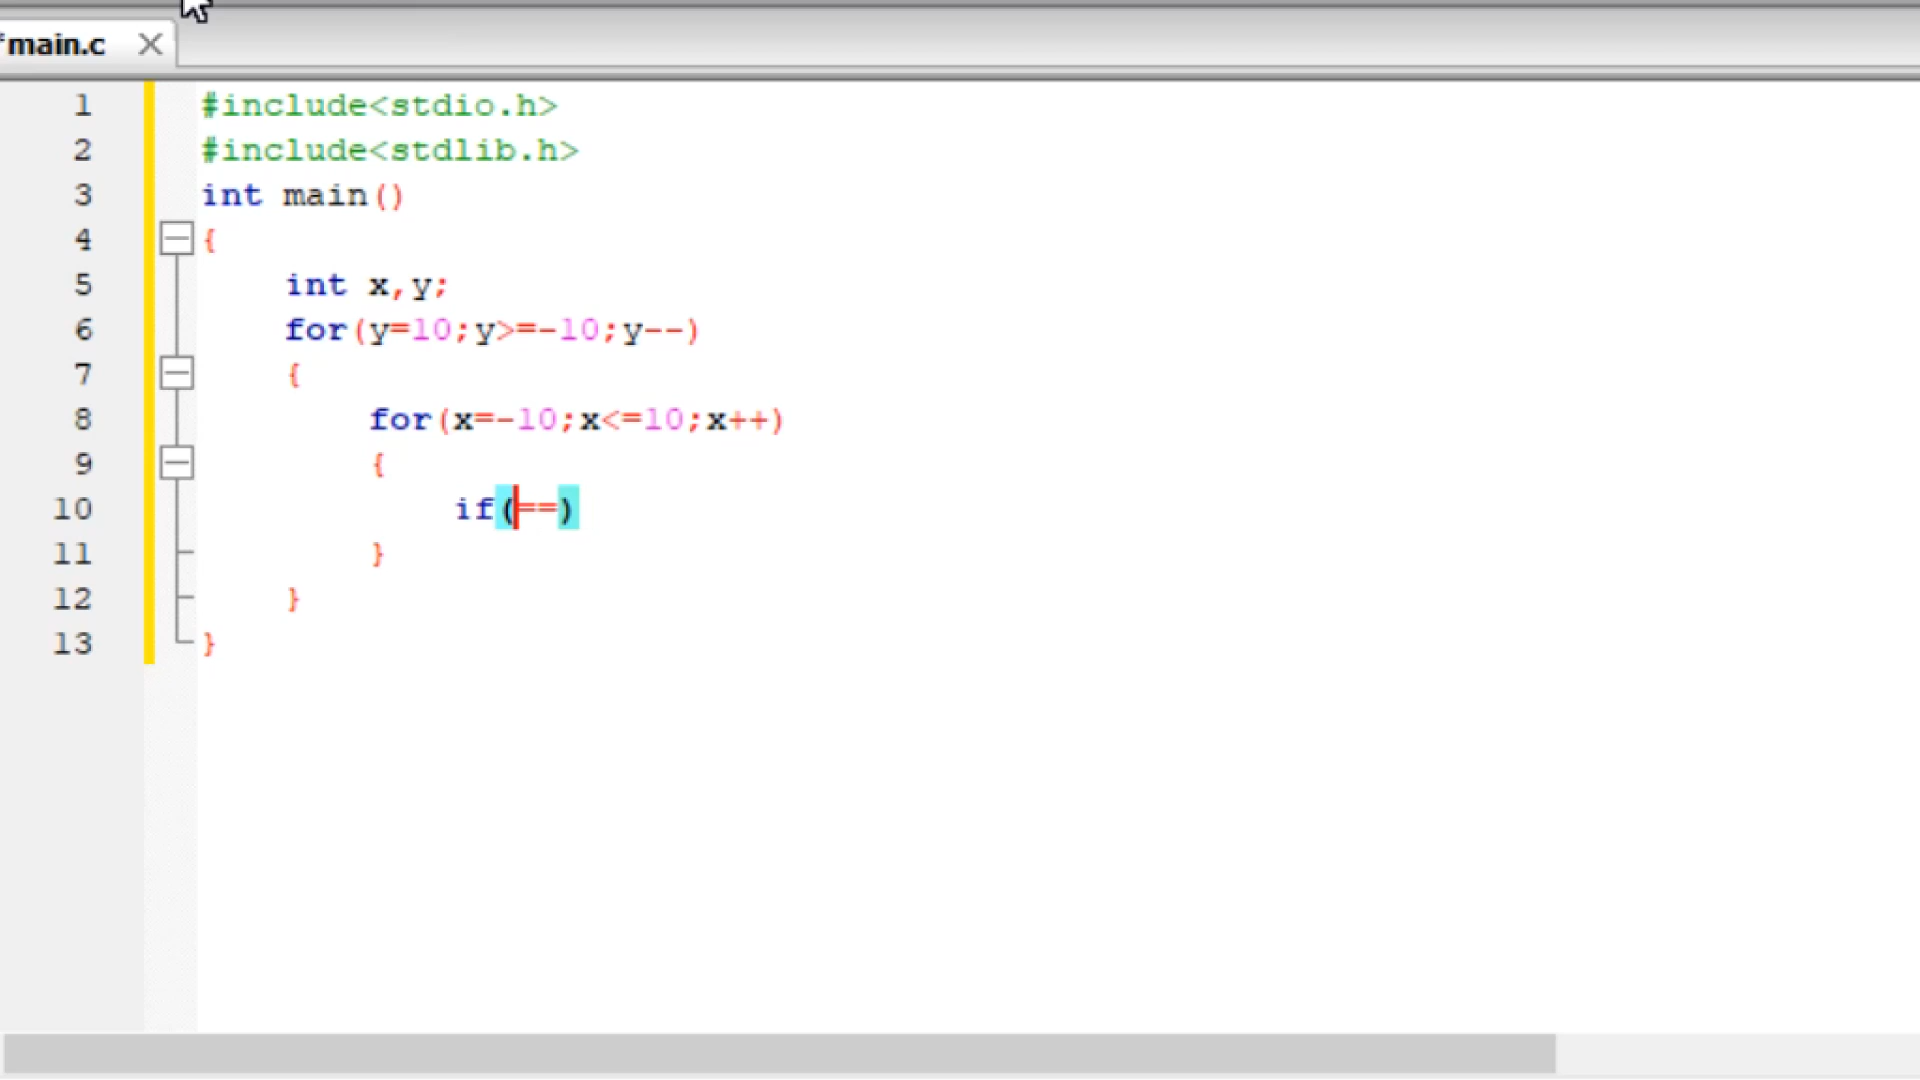 *main.c
1 #include<stdio.h>
2 #include<stdlib.h>
3 int main()
4 {
5 int x,y;
6 for(y=10;y>=-10;y--)
7 {
8 for(x=-10;x<=10;x++)
9 {
10 if(==)
11 }
12 }
13 }